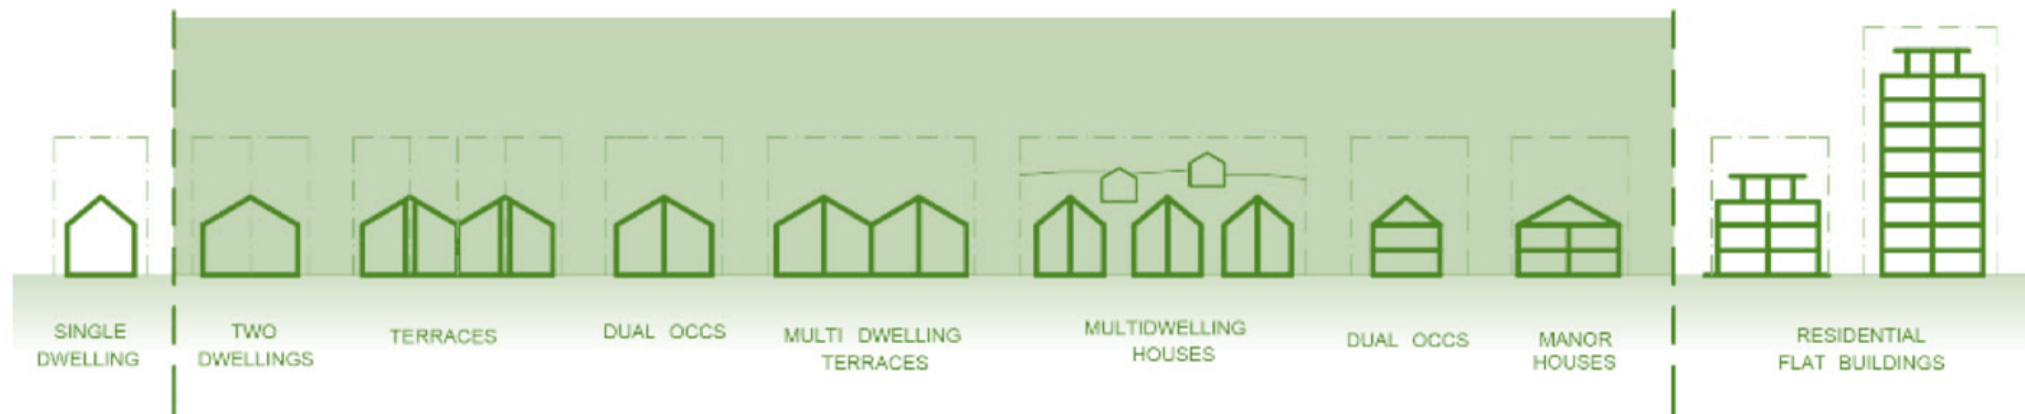 SINGLE
DWELLING
TWO
DWELLINGS
TERRACES
DUAL OCCS
MULTI DWELLING
TERRACES
MULTIDWELLING
HOUSES
DUAL OCCS
MANOR
HOUSES
RESIDENTIAL
FLAT BUILDINGS